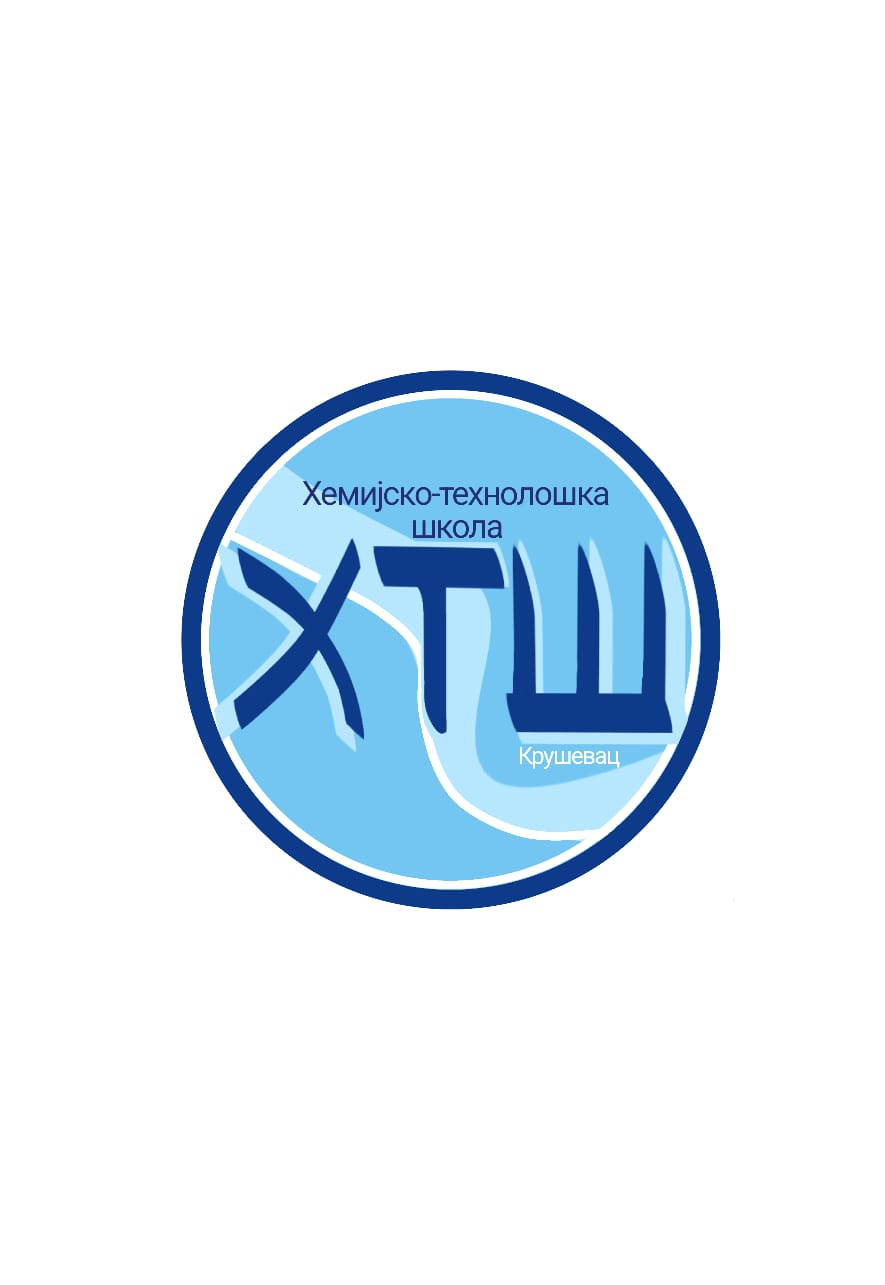 Хемијско-технолошка
школа
ХТШ
Крушевац